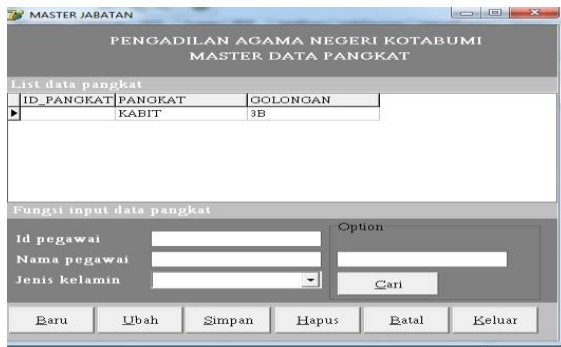 MASTER JABATAN
PENGADILAN AGAMA NEGERI KOTABUMI
MASTER DATA PANGKAT
List data pangkat
ID_PANGKAT PANGKAT GOLONGAN
KABIT 3B
Fungsi input data pangkat
Option
Id pegawai
Nama pegawai
Jenis kelamin
Cari
Baru Ubah Simpan Hapus Batal Keluar